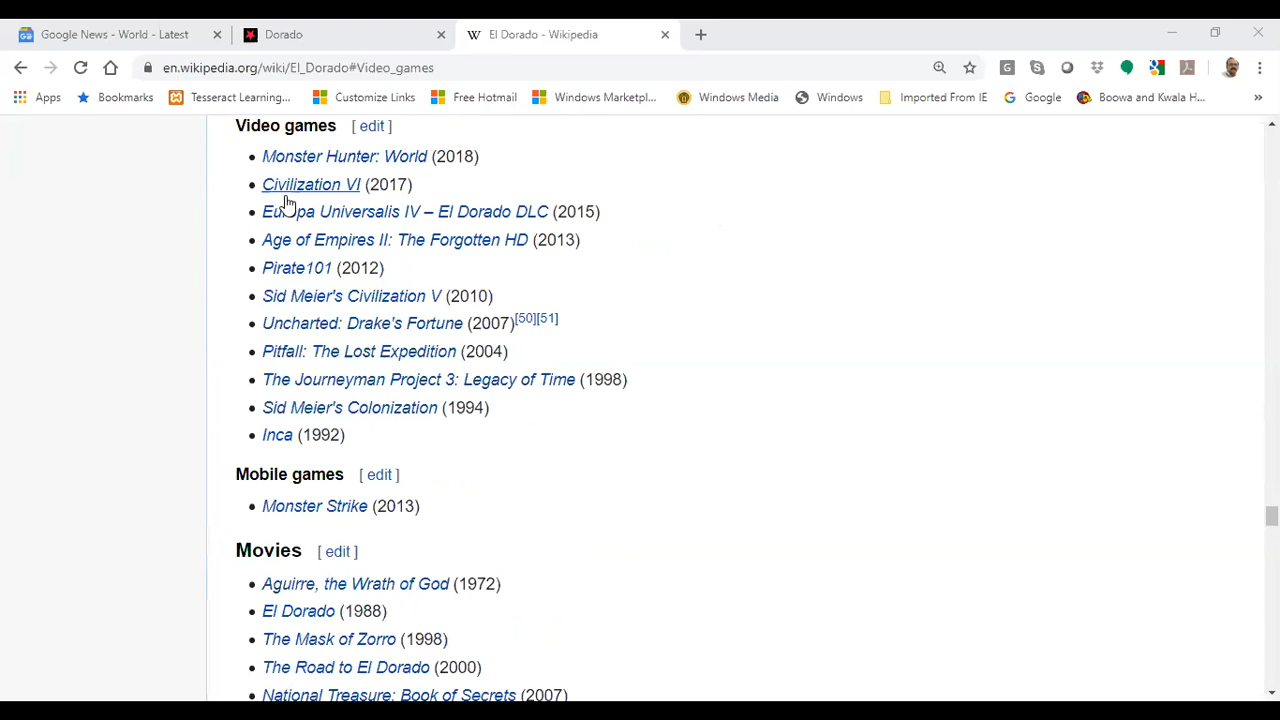 Google News - World - Latest
Dorado
El Dorado - Wikipedia
en.wikipedia.org/wiki/El_Dorado#Video_games
Apps
Bookmarks
Tesseract Learning...
Customize Links
Free Hotmail
Windows Marketpl...
Windows Media
Windows
Imported From IE
Google
Boowa and Kwala H...
Video games [ edit ]
Monster Hunter: World (2018)
Civilization VI (2017)
Europa Universalis IV – El Dorado DLC (2015)
Age of Empires II: The Forgotten HD (2013)
Pirate101 (2012)
Sid Meier's Civilization V (2010)
Uncharted: Drake's Fortune (2007)[50][51]
Pitfall: The Lost Expedition (2004)
The Journeyman Project 3: Legacy of Time (1998)
Sid Meier's Colonization (1994)
Inca (1992)
Mobile games [ edit ]
Monster Strike (2013)
Movies [ edit ]
Aguirre, the Wrath of God (1972)
El Dorado (1988)
The Mask of Zorro (1998)
The Road to El Dorado (2000)
National Treasure: Book of Secrets (2007)